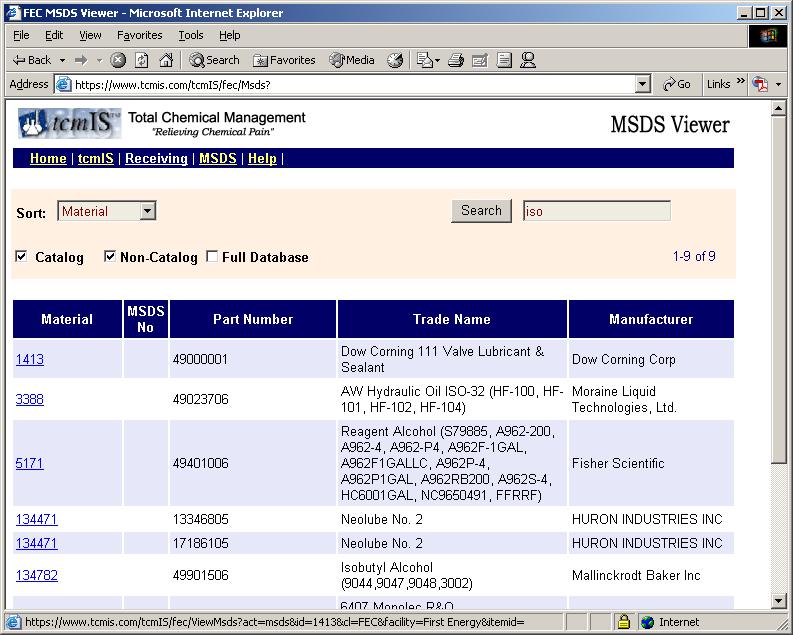 FEC MSDS Viewer - Microsoft Internet Explorer
File Edit View Favorites Tools Help
Back Search Favorites Media
Address https://www.tcmis.com/tcmIS/fec/Msds? Go Links »
tcmIS™ Total Chemical Management
"Relieving Chemical Pain"
MSDS Viewer
Home | tcmIS | Receiving | MSDS | Help |
Sort: Material Search iso
Catalog Non-Catalog Full Database 1-9 of 9
Material MSDS No Part Number Trade Name Manufacturer
1413 49000001 Dow Corning 111 Valve Lubricant & Dow Corning Corp
Sealant
3388 49023706 AW Hydraulic Oil ISO-32 (HF-100, HF- Moraine Liquid
101, HF-102, HF-104) Technologies, Ltd.
Reagent Alcohol (S79885, A962-200,
A962-4, A962-P4, A962F-1GAL,
5171 49401006 A962F1GALLC, A962P-4, Fisher Scientific
A962P1GAL, A962RB200, A962S-4,
HC6001GAL, NC9650491, FFRRF)
134471 13346805 Neolube No. 2 HURON INDUSTRIES INC
134471 17186105 Neolube No. 2 HURON INDUSTRIES INC
134782 49901506 Isobutyl Alcohol Mallinckrodt Baker Inc
(9044,9047,9048,3002)
6407 Monolec R&O
https://www.tcmis.com/tcmIS/fec/ViewMsds?act=msds&id=1413&cl=FEC&facility=First Energy&itemid= Internet